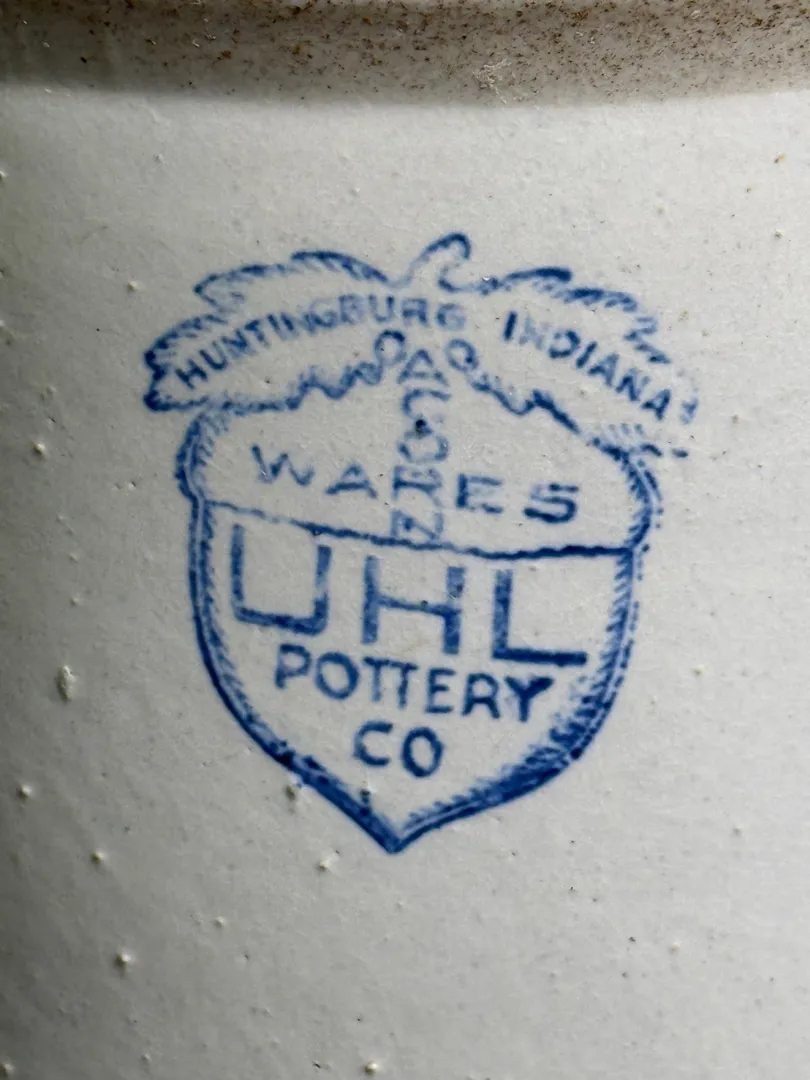 HUNTINGBURG INDIANA
ACORN
WARES
UHL
POTTERY
CO